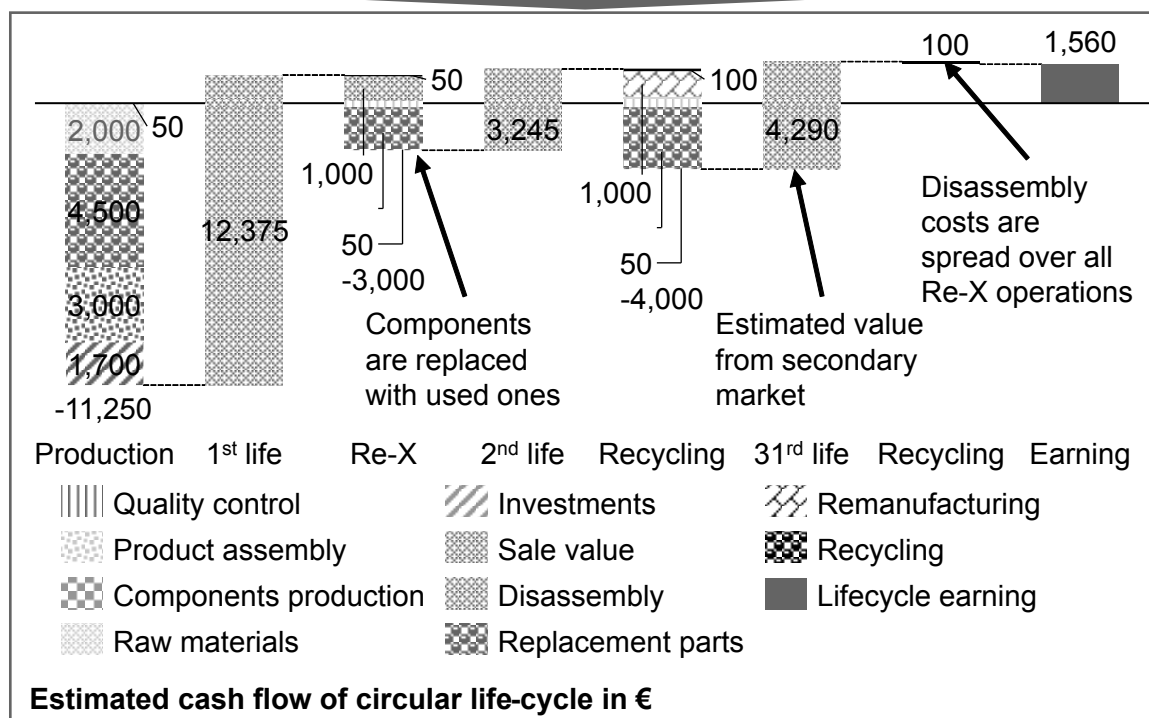 50
100
1,560
2,000
50
50
100
3,245
4,290
1,000
1,000
4,500
12,375
50
-3,000
50
-4,000
3,000
1,700
-11,250
Components
are replaced
with used ones
Estimated value
from secondary
market
Disassembly
costs are
spread over all
Re-X operations
Production 1st life Re-X 2nd life Recycling 31rd life Recycling Earning
Quality control
Investments
Remanufacturing
Product assembly
Sale value
Recycling
Components production
Disassembly
Lifecycle earning
Raw materials
Replacement parts
Estimated cash flow of circular life-cycle in €